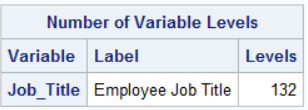 Number of Variable Levels
Variable Label Levels
Job_Title Employee Job Title 132